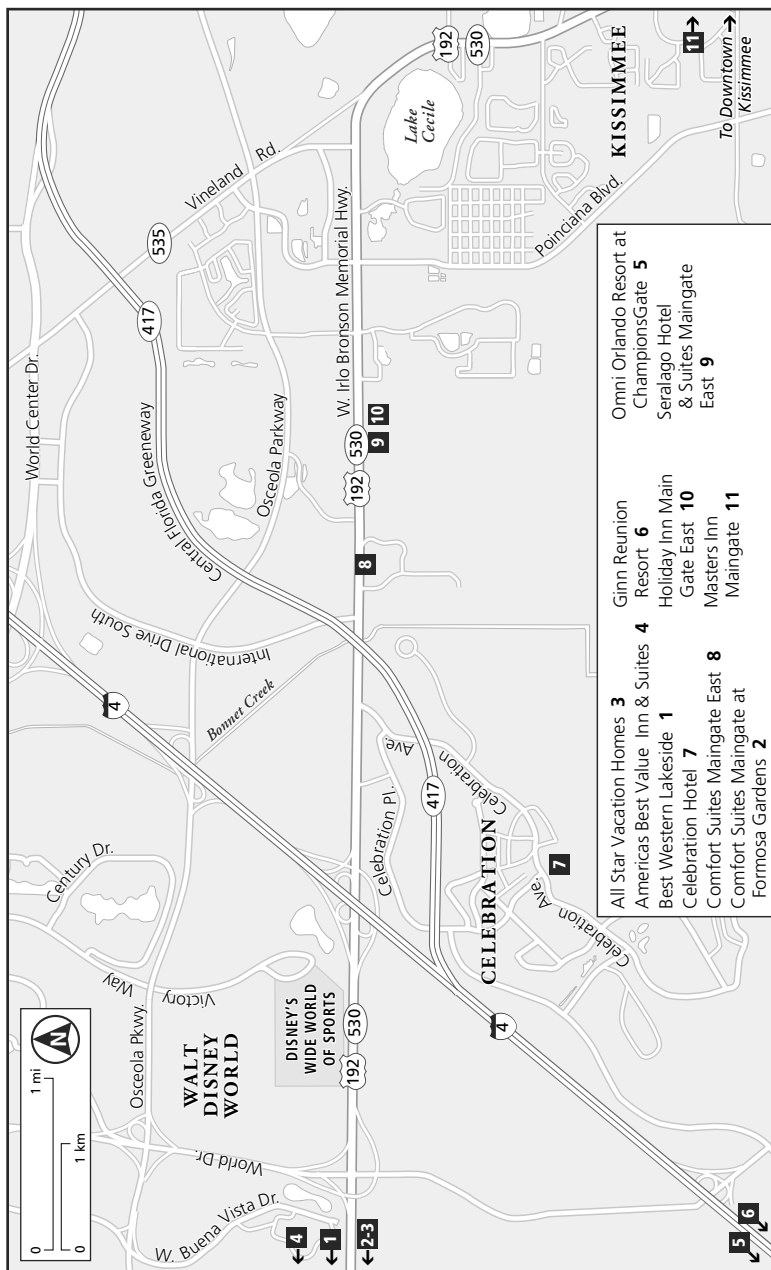 0
1 mi
0
1 km
N
World Center Dr.
417
535
Vineland Rd.
Central Florida Greeneway
Osceola Parkway
International Drive South
4
Bonnet Creek
Century Dr.
Victory Way
Osceola Pkwy.
WALT
DISNEY
WORLD
DISNEY'S
WIDE WORLD
OF SPORTS
World Dr.
W. Buena Vista Dr.
4
1
2-3
192
530
W. Irlo Bronson Memorial Hwy.
8
192
530
9
10
192
530
Lake
Cecile
KISSIMMEE
11
To Downtown
Kissimmee
Poinciana Blvd.
Celebration Pl.
Celebration Ave.
417
CELEBRATION
7
Celebration Ave.
4
5
6
All Star Vacation Homes 3
Americas Best Value Inn & Suites 4
Best Western Lakeside 1
Celebration Hotel 7
Comfort Suites Maingate East 8
Comfort Suites Maingate at
Formosa Gardens 2
Ginn Reunion
Resort 6
Holiday Inn Main
Gate East 10
Masters Inn
Maingate 11
Omni Orlando Resort at
ChampionsGate 5
Seralago Hotel
& Suites Maingate
East 9